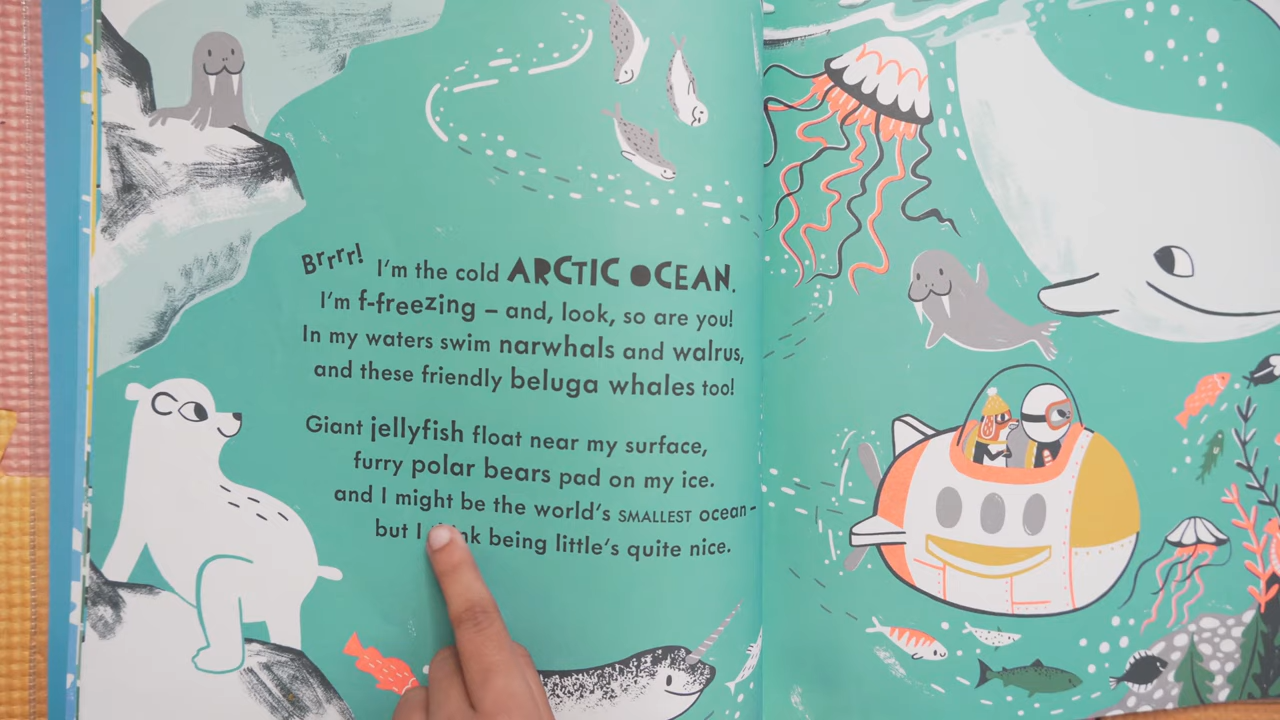 Brrrr! I'm the cold ARCTIC OCEAN.
I'm f-freezing – and, look, so are you!
In my waters swim narwhals and walrus,
and these friendly beluga whales too!
Giant jellyfish float near my surface,
furry polar bears pad on my ice.
and I might be the world's SMALLEST ocean –
but I being little's quite nice.